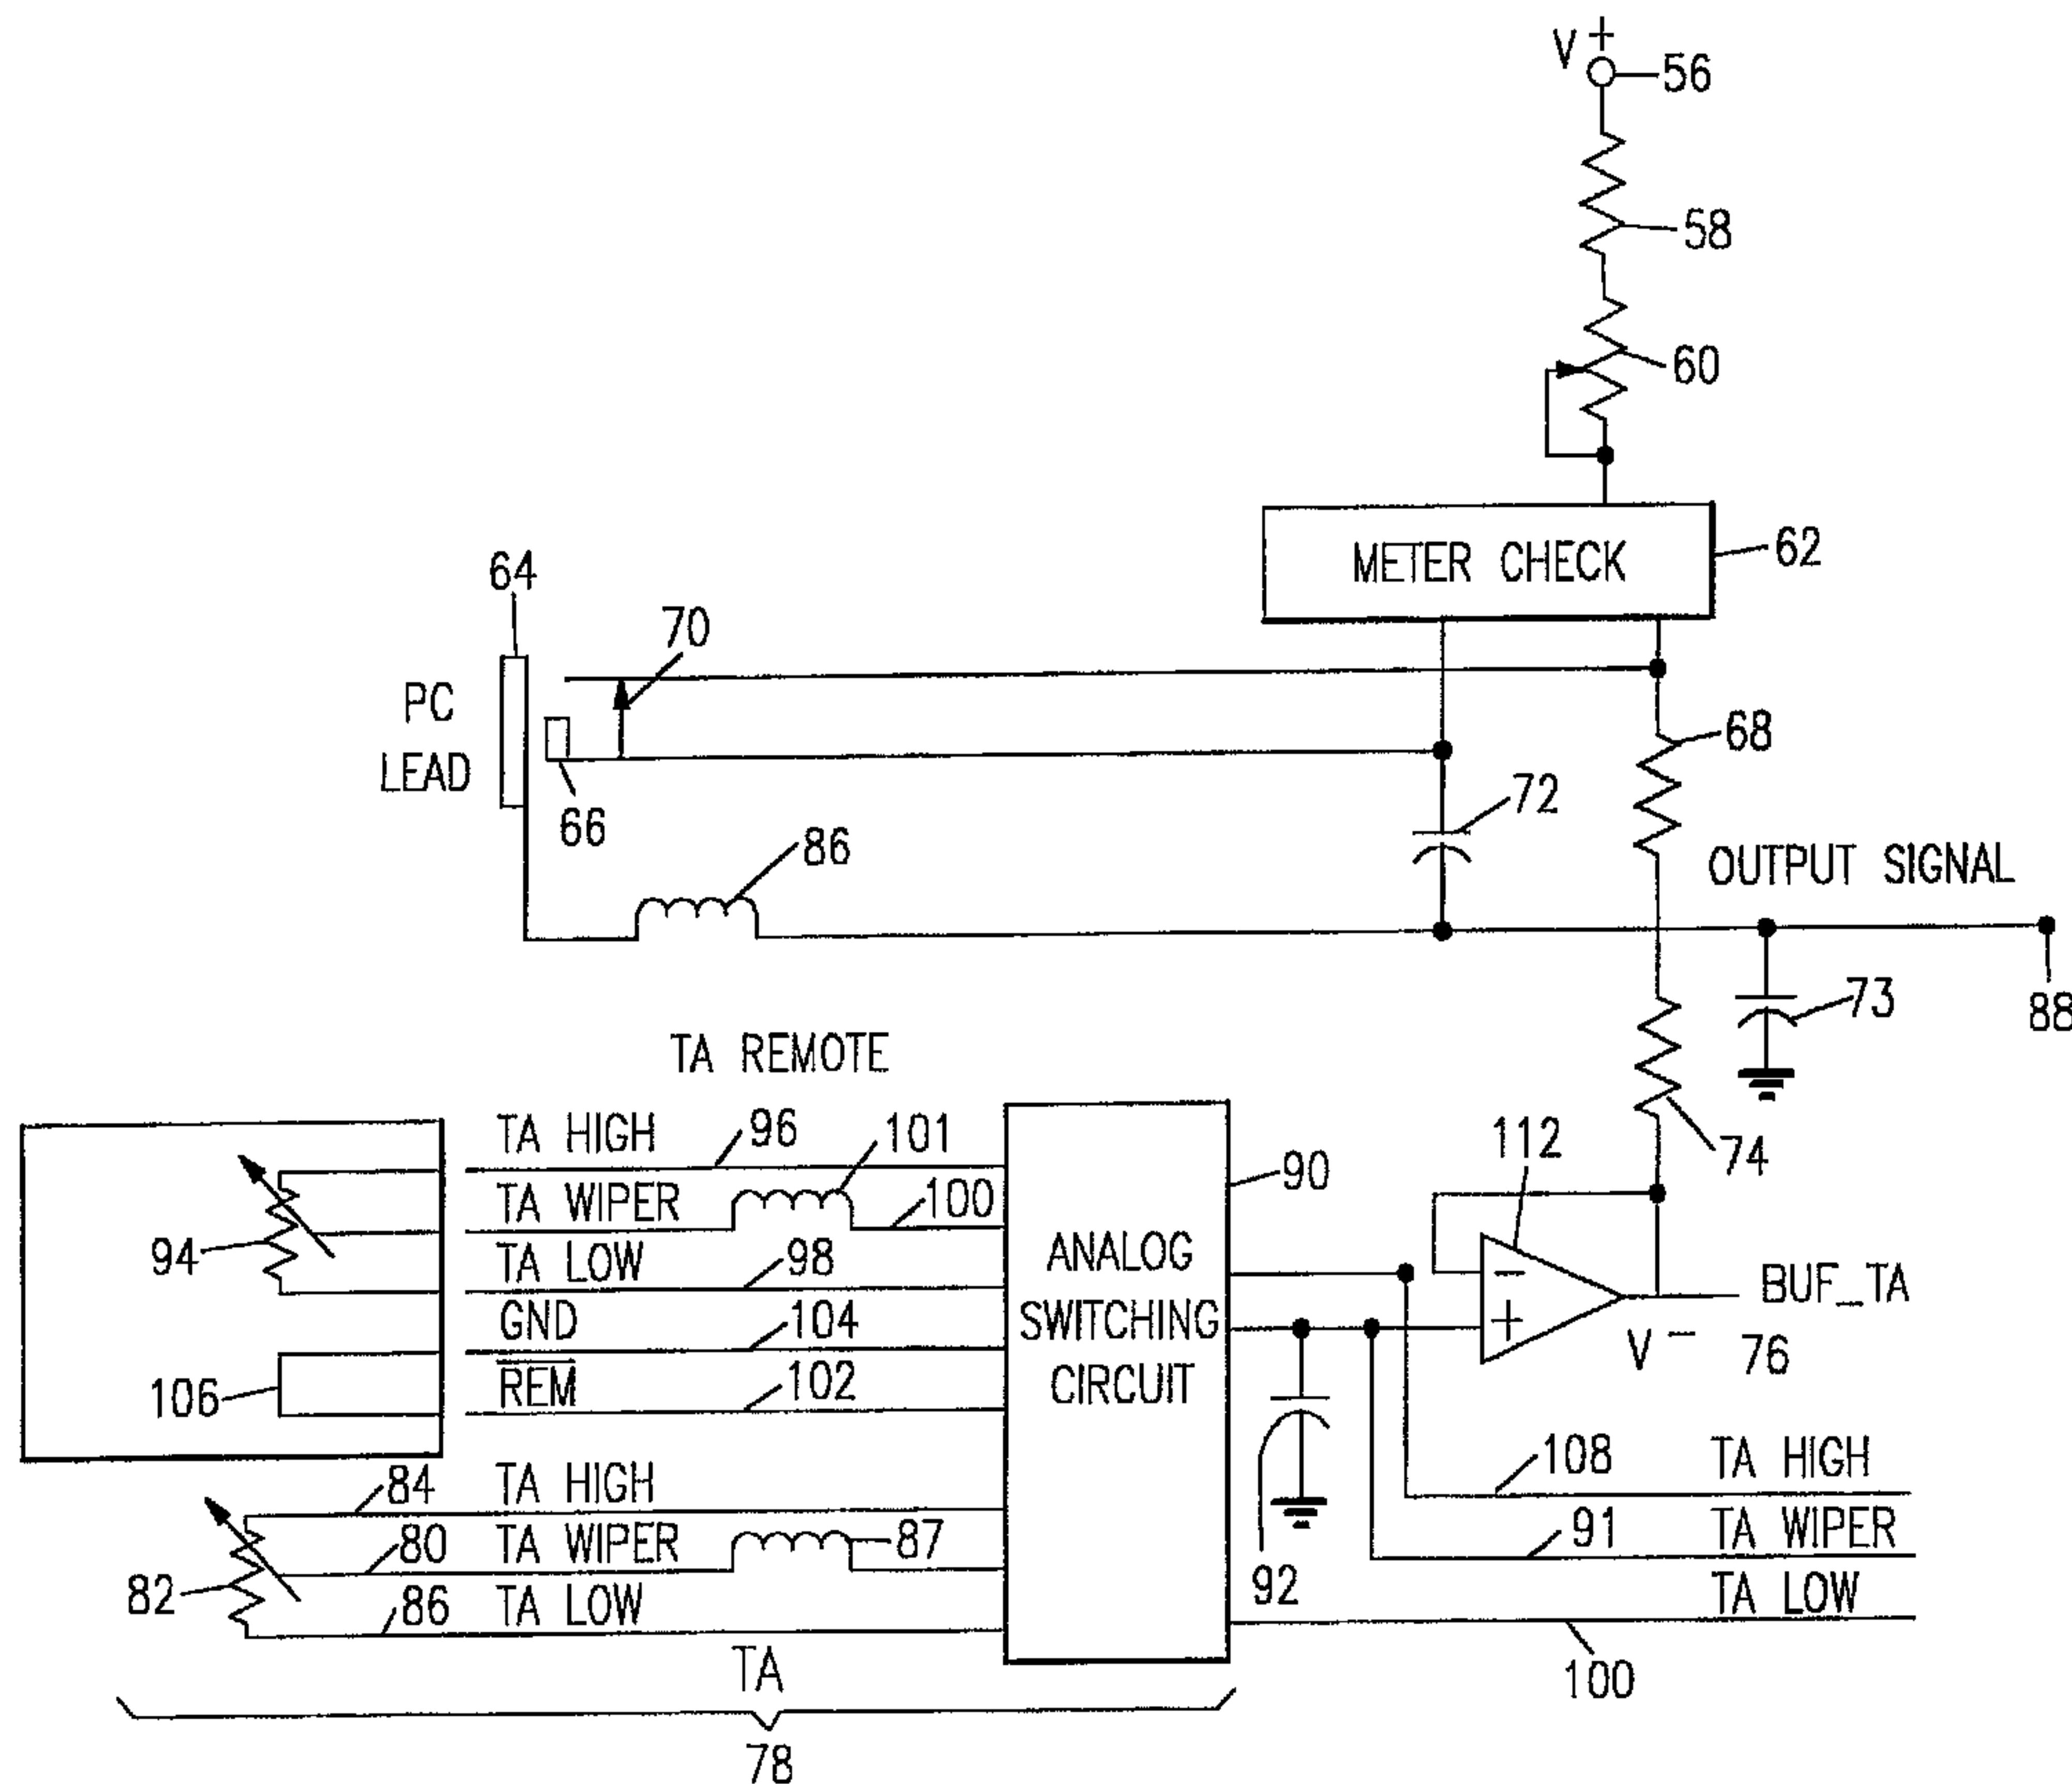 V +
56
58
60
METER CHECK
62
64
70
PC
LEAD
66
68
72
86
OUTPUT SIGNAL
73
88
TA REMOTE
74
TA HIGH
96
101
112
90
TA WIPER
100
94
TA LOW
98
ANALOG
SWITCHING
CIRCUIT
BUF_TA
GND
104
−
+
V −
76
REM
102
106
108
TA HIGH
84
TA HIGH
91
TA WIPER
80
TA WIPER
87
92
TA LOW
82
86
TA LOW
100
TA
78